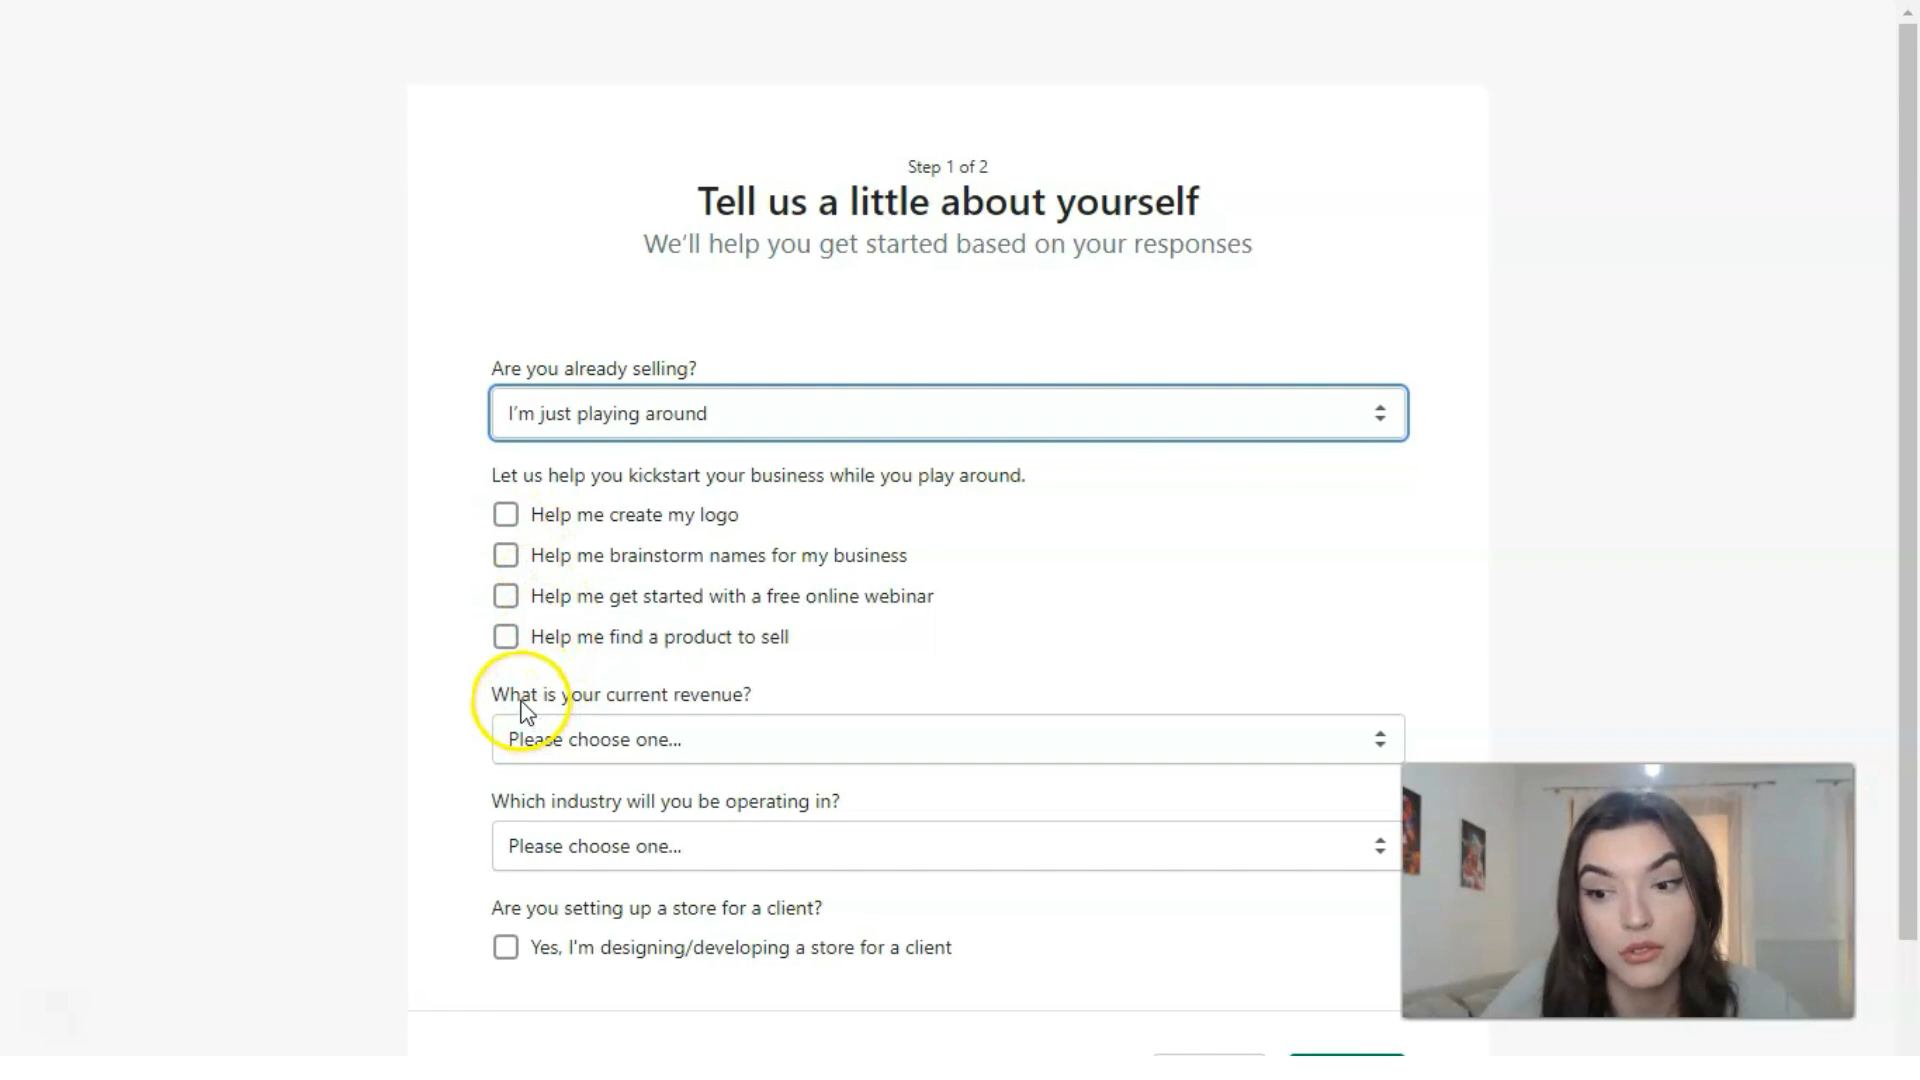 Step 1 of 2
Tell us a little about yourself
We'll help you get started based on your responses
Are you already selling?
I'm just playing around
Let us help you kickstart your business while you play around.
Help me create my logo
Help me brainstorm names for my business
Help me get started with a free online webinar
Help me find a product to sell
What is your current revenue?
Please choose one...
Which industry will you be operating in?
Please choose one...
Are you setting up a store for a client?
Yes, I'm designing/developing a store for a client